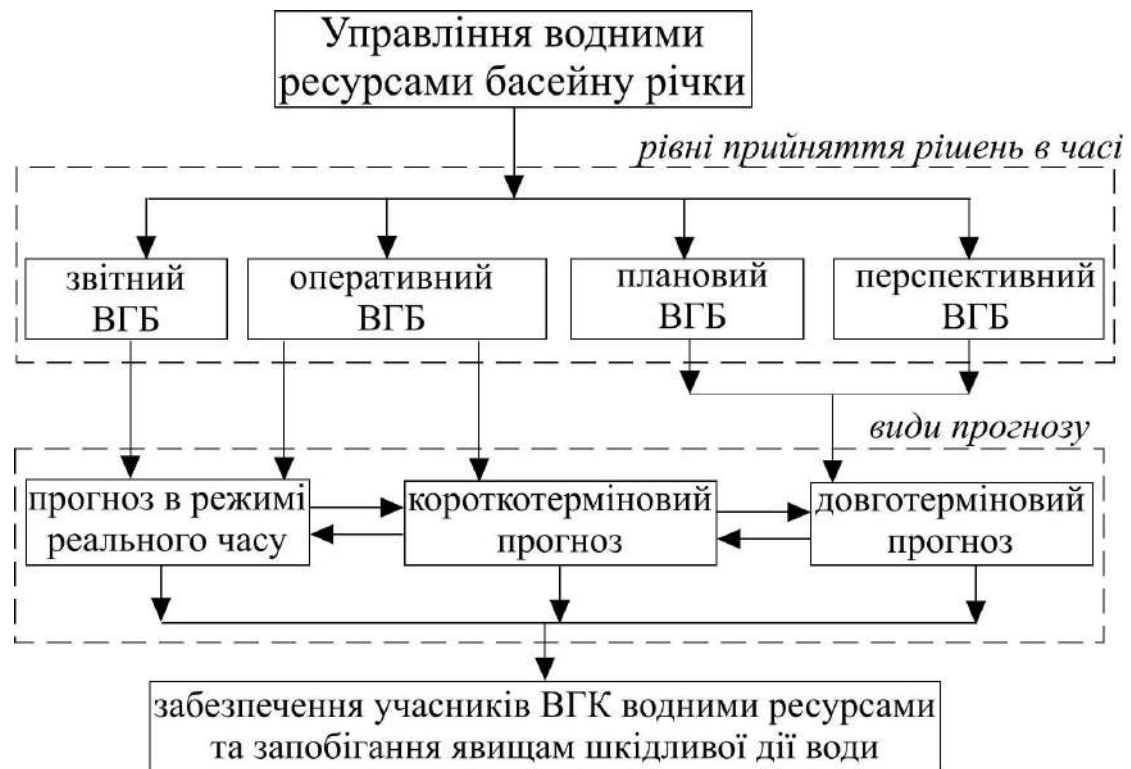 Управління водними
ресурсами басейну річки
рівні прийняття рішень в часі
звітний
ВГБ
оперативний
ВГБ
плановий
ВГБ
перспективний
ВГБ
види прогнозу
прогноз в режимі
реального часу
короткотерміновий
прогноз
довготерміновий
прогноз
забезпечення учасників ВГК водними ресурсами
та запобігання явищам шкідливої дії води